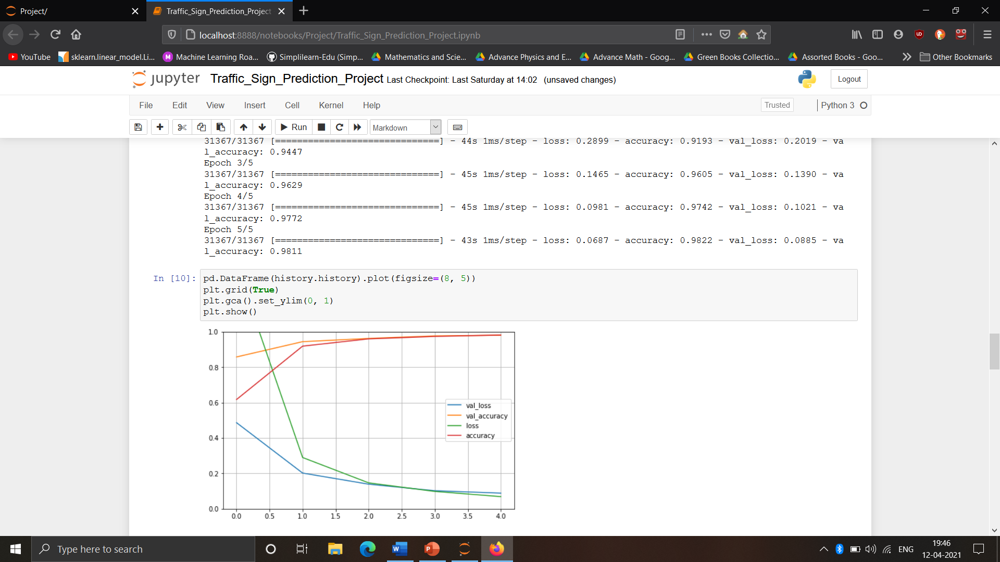 Project/
Traffic_Sign_Prediction_Project
localhost:8888/notebooks/Project/Traffic_Sign_Prediction_Project.ipynb
YouTube sklearn.linear_model.Li... M Machine Learning Roa... Simplilearn-Edu (Simp... Mathematics and Scie... Advance Physics and E... Advance Math - Goog... Green Books Collectio... Assorted Books - Goo... Other Bookmarks
jupyter Traffic_Sign_Prediction_Project Last Checkpoint: Last Saturday at 14:02 (unsaved changes) Logout
File Edit View Insert Cell Kernel Help Trusted Python 3
Run Markdown
31367/31367 [==============================] - 44s 1ms/step - loss: 0.2899 - accuracy: 0.9193 - val_loss: 0.2019 - va
l_accuracy: 0.9447
Epoch 3/5
31367/31367 [==============================] - 45s 1ms/step - loss: 0.1465 - accuracy: 0.9605 - val_loss: 0.1390 - va
l_accuracy: 0.9629
Epoch 4/5
31367/31367 [==============================] - 45s 1ms/step - loss: 0.0981 - accuracy: 0.9742 - val_loss: 0.1021 - va
l_accuracy: 0.9772
Epoch 5/5
31367/31367 [==============================] - 43s 1ms/step - loss: 0.0687 - accuracy: 0.9822 - val_loss: 0.0885 - va
l_accuracy: 0.9811
In [10]: pd.DataFrame(history.history).plot(figsize=(8, 5))
plt.grid(True)
plt.gca().set_ylim(0, 1)
plt.show()
1.0
0.8
0.6
0.4
0.2
0.0
val_loss
val_accuracy
loss
accuracy
0.0 0.5 1.0 1.5 2.0 2.5 3.0 3.5 4.0
Type here to search
W P
ENG
19:46
12-04-2021